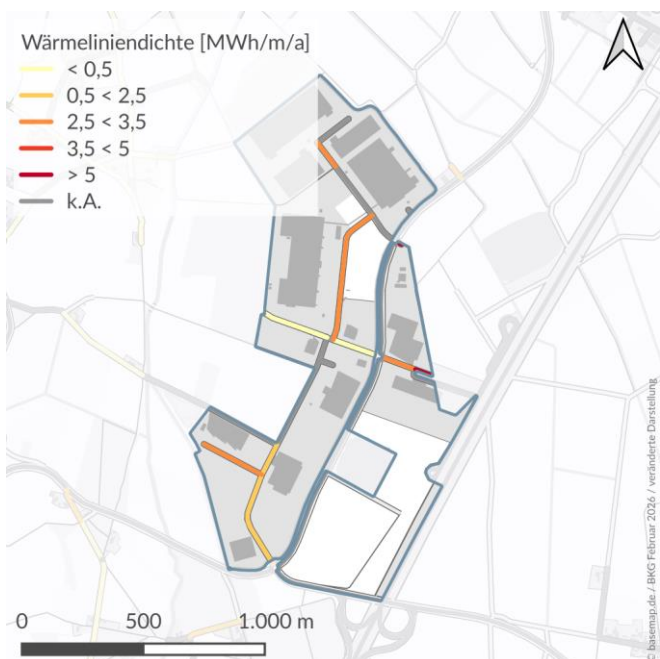 Wärmeliniendichte [MWh/m/a]
< 0,5
0,5 < 2,5
2,5 < 3,5
3,5 < 5
> 5
k.A.
0 500 1.000 m
© basemap.de / BKG Februar 2026 / veränderte Darstellung